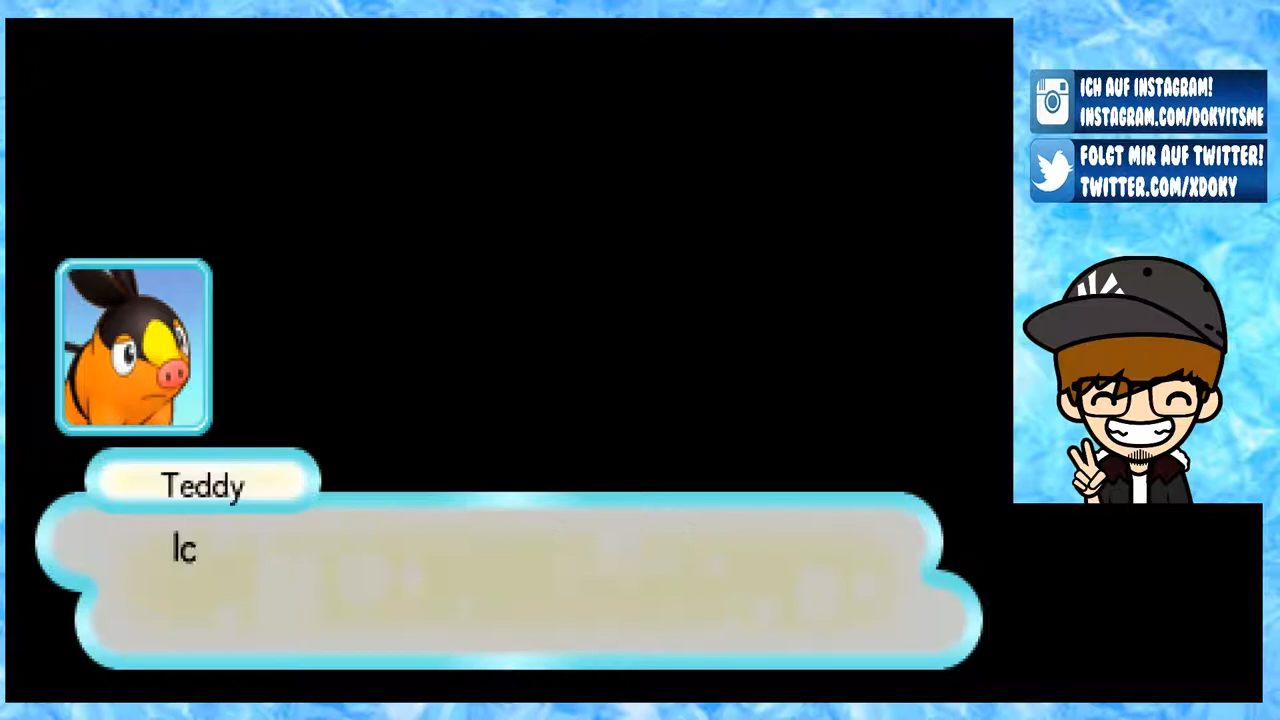 ICH AUF INSTAGRAM!
INSTAGRAM.COM/DOKYITSME
FOLGT MIR AUF TWITTER!
TWITTER.COM/XDOKY
Teddy
Ic